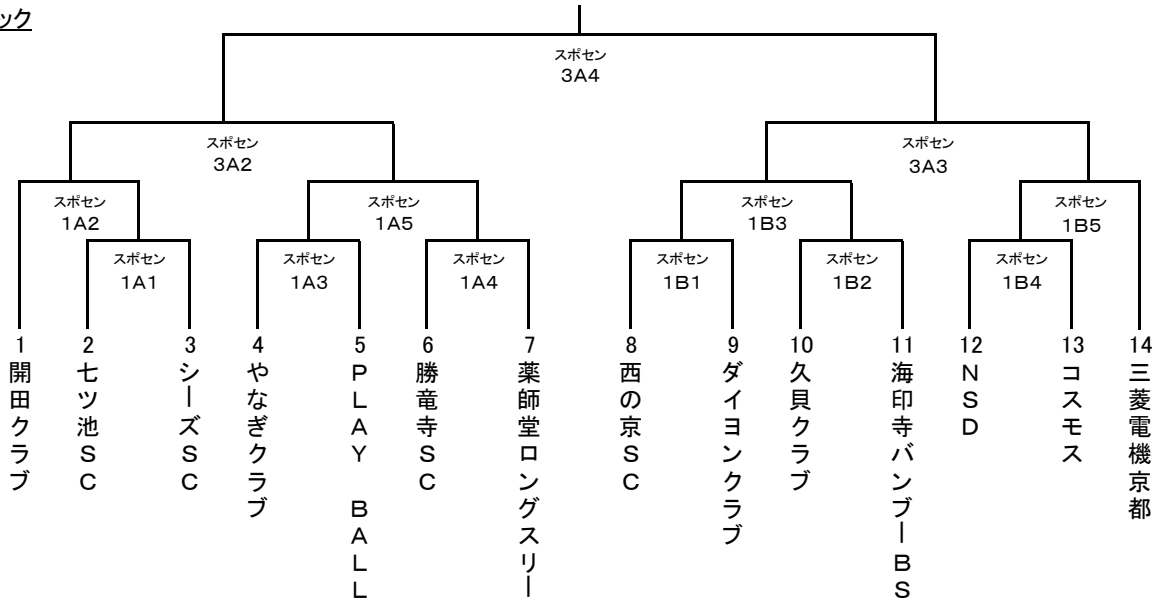 ック
スポセン
3A4
スポセン
3A2
スポセン
3A3
スポセン
1A2
スポセン
1A5
スポセン
1B3
スポセン
1B5
スポセン
1A1
スポセン
1A3
スポセン
1A4
スポセン
1B1
スポセン
1B2
スポセン
1B4
1
開田クラブ
2
七ツ池SC
3
シーズSC
4
やなぎクラブ
5
PLAY BALL
6
勝竜寺SC
7
薬師堂ロングスリー
8
西の京SC
9
ダイヨンクラブ
10
久貝クラブ
11
海印寺バンブーBS
12
NSD
13
コスモス
14
三菱電機京都